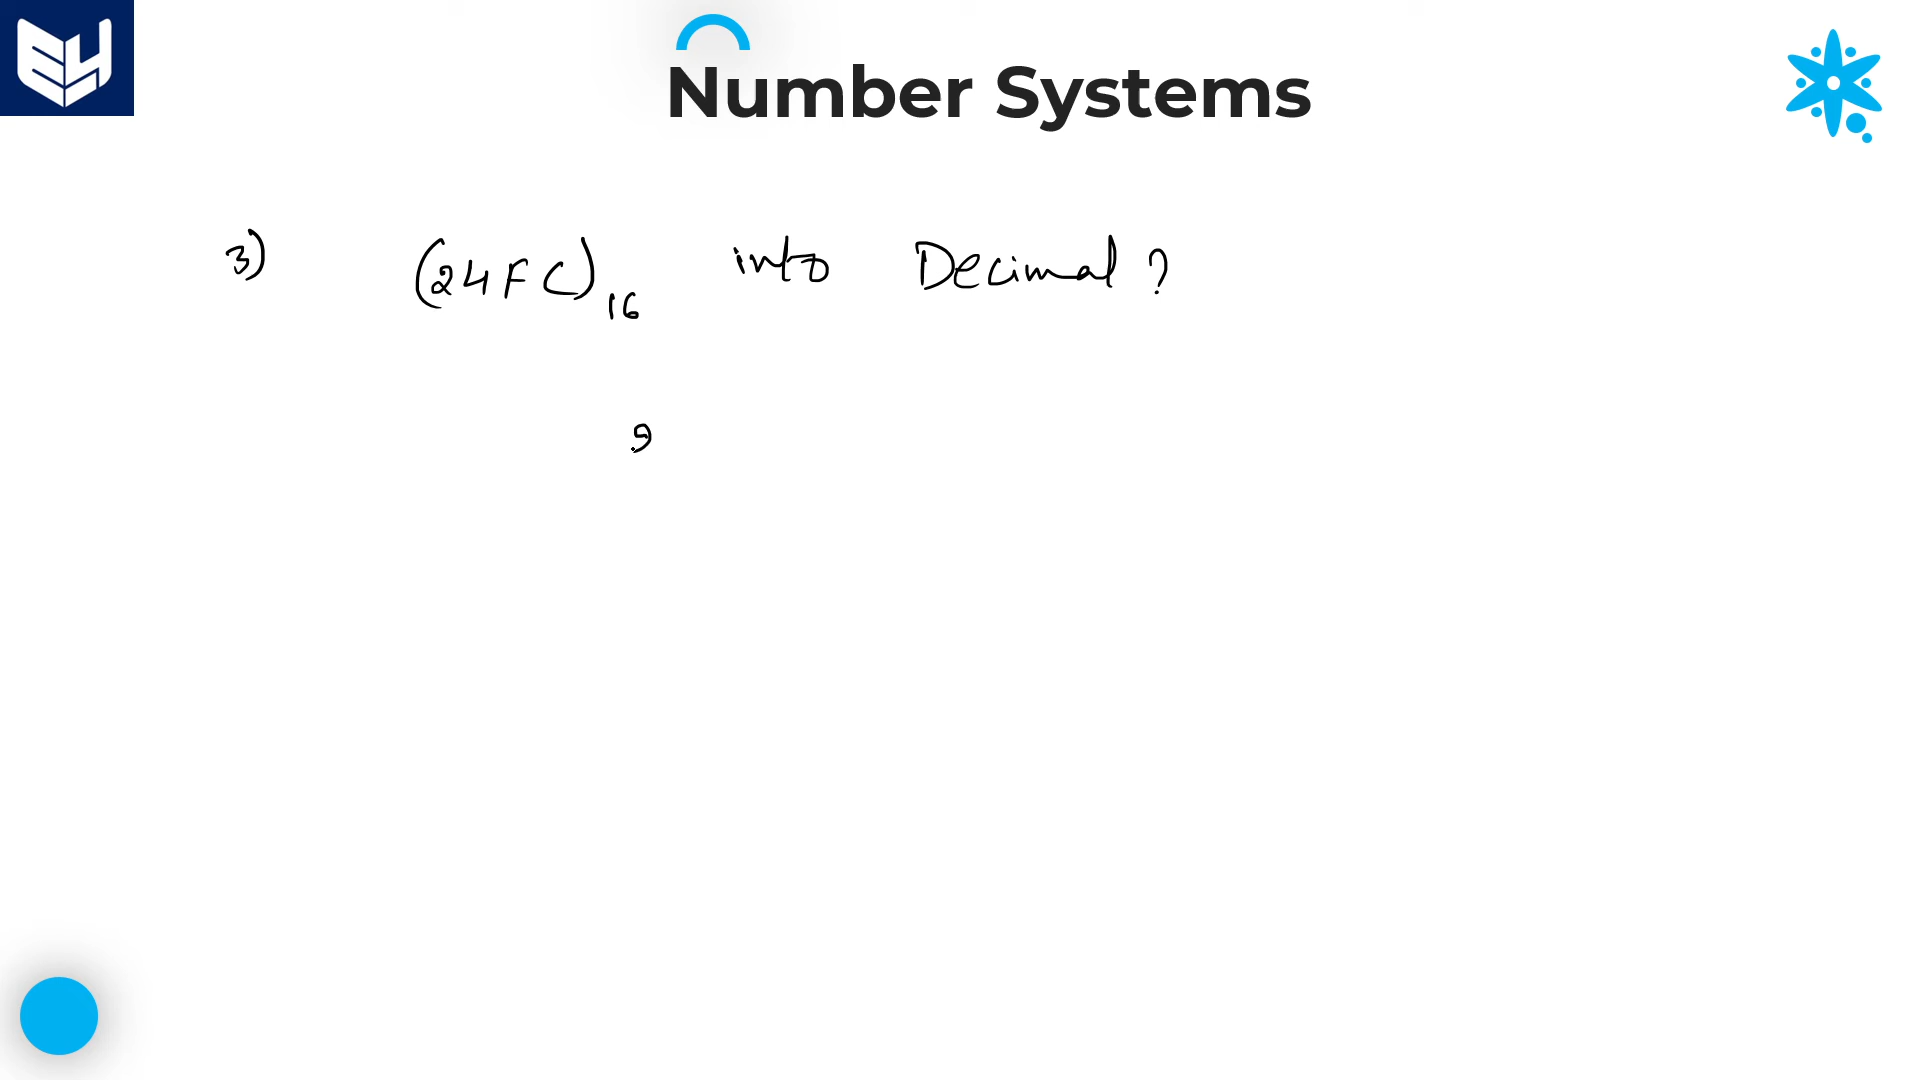 Number Systems
3) (24FC)₁₆ into Decimal ?
9